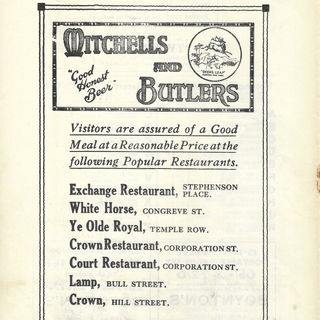 MITCHELLS
AND
BUTLERS
"Good
Honest
Beer"
"DEERS LEAP"
Visitors are assured of a Good
Meal at a Reasonable Price at the
following Popular Restaurants.
Exchange Restaurant, STEPHENSON PLACE.
White Horse, CONGREVE ST.
Ye Olde Royal, TEMPLE ROW.
Crown Restaurant, CORPORATION ST.
Court Restaurant, CORPORATION ST.
Lamp, BULL STREET.
Crown, HILL STREET.